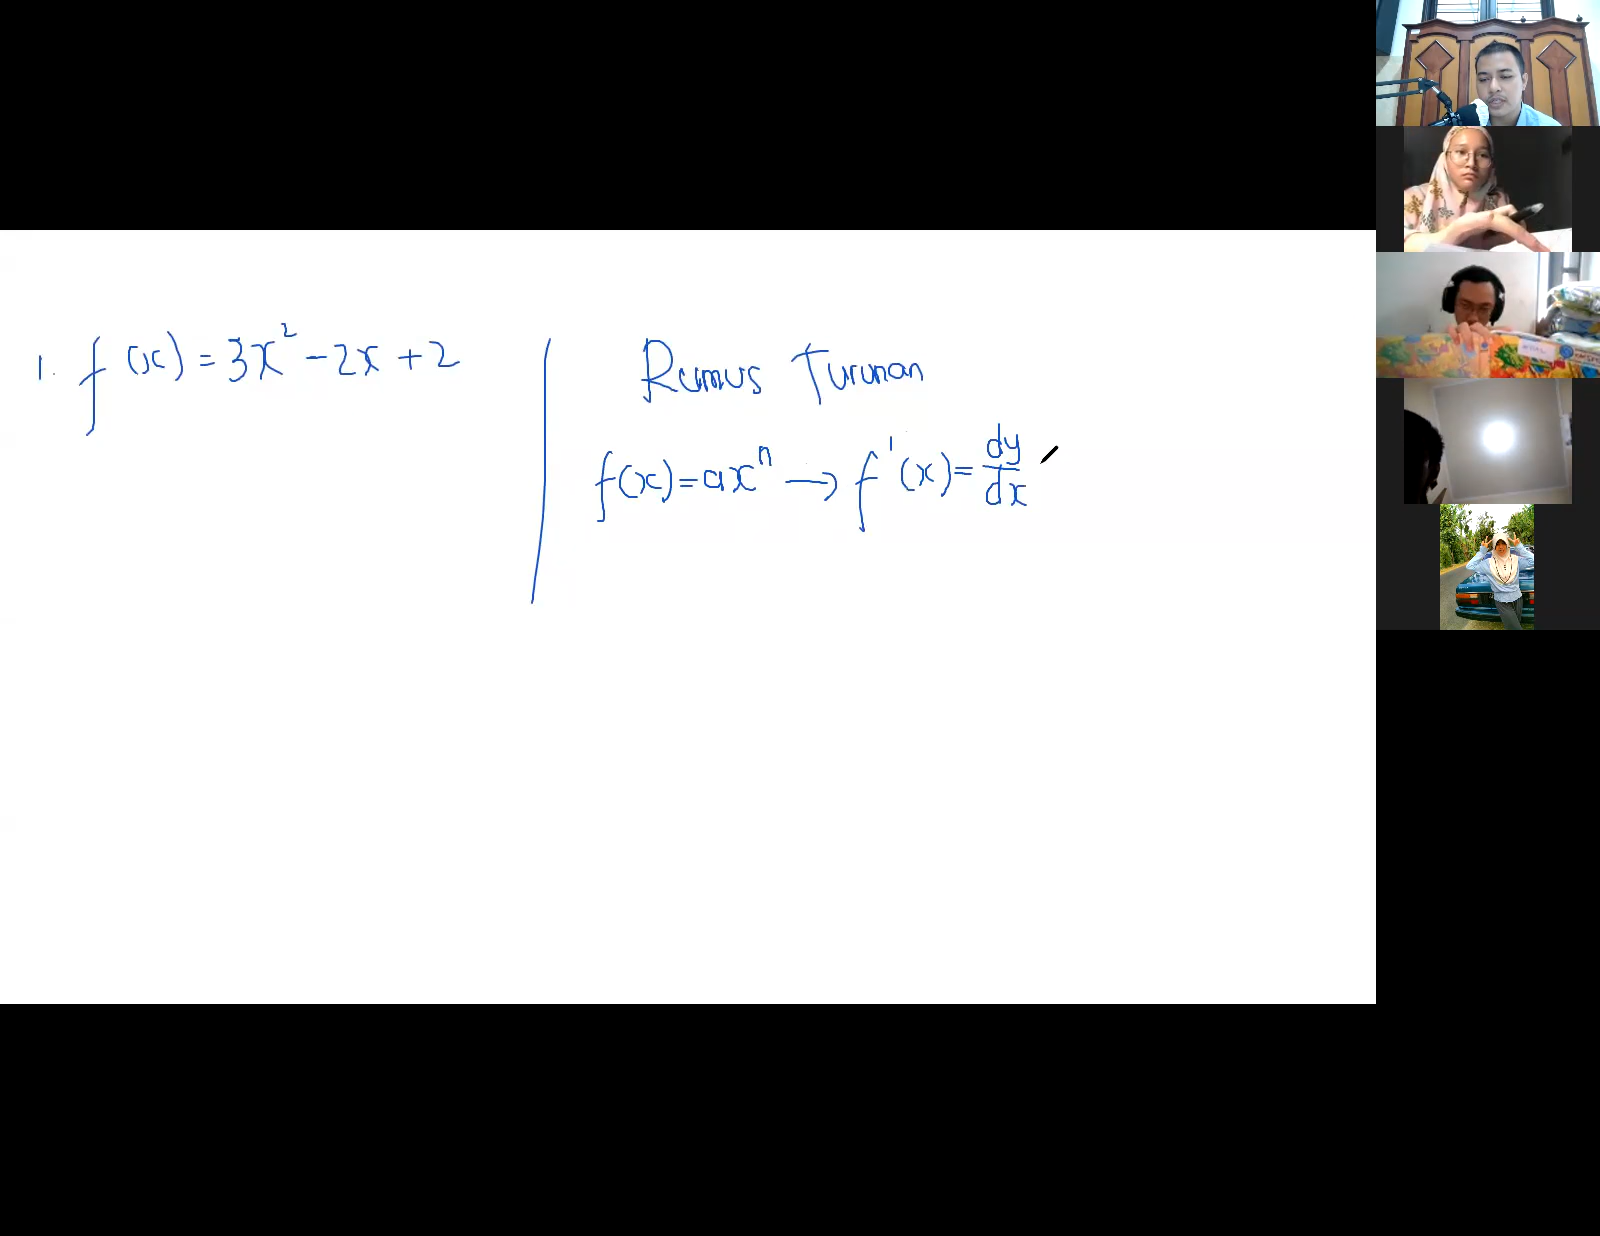 1. f(x) = 3x² - 2x + 2
Rumus Turunan
f(x) = ax^n → f'(x) = dy/dx